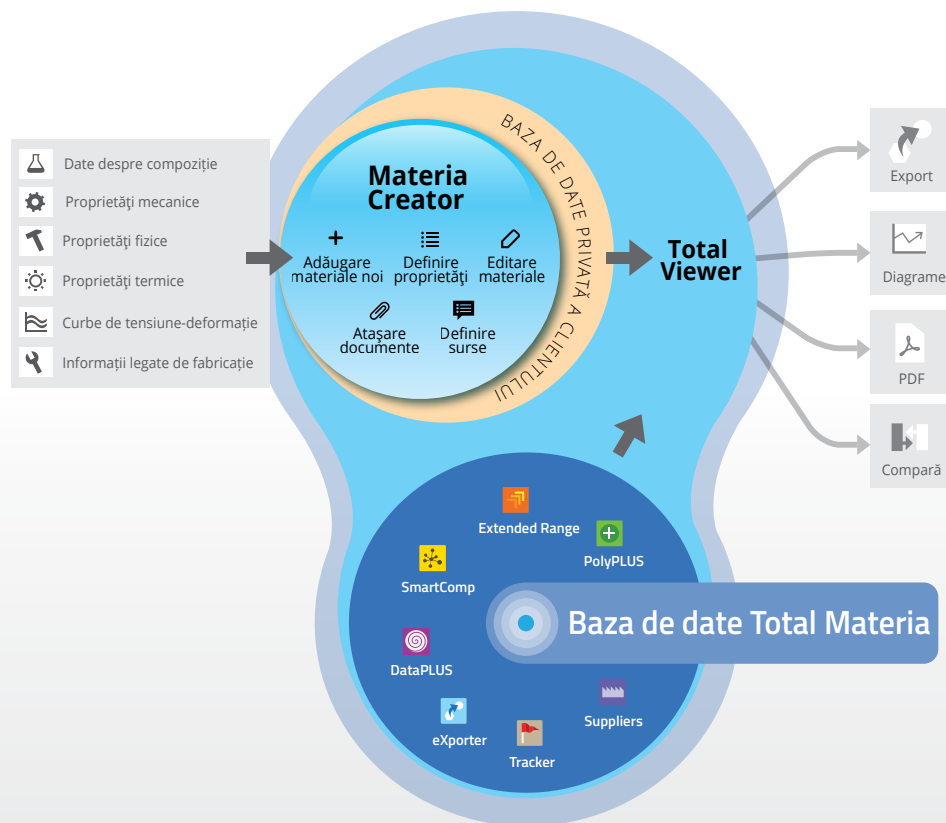 Date despre compoziție
Proprietăți mecanice
Proprietăți fizice
Proprietăți termice
Curbe de tensiune-deformație
Informații legate de fabricație
Materia
Creator
Adăugare
materiale noi
Definire
proprietăți
Editare
materiale
Atașare
documente
Definire
surse
BAZA DE DATE PRIVATĂ A CLIENTULUI
Total
Viewer
Export
Diagrame
PDF
Compară
Extended Range
PolyPLUS
SmartComp
Baza de date Total Materia
DataPLUS
Suppliers
eXporter
Tracker